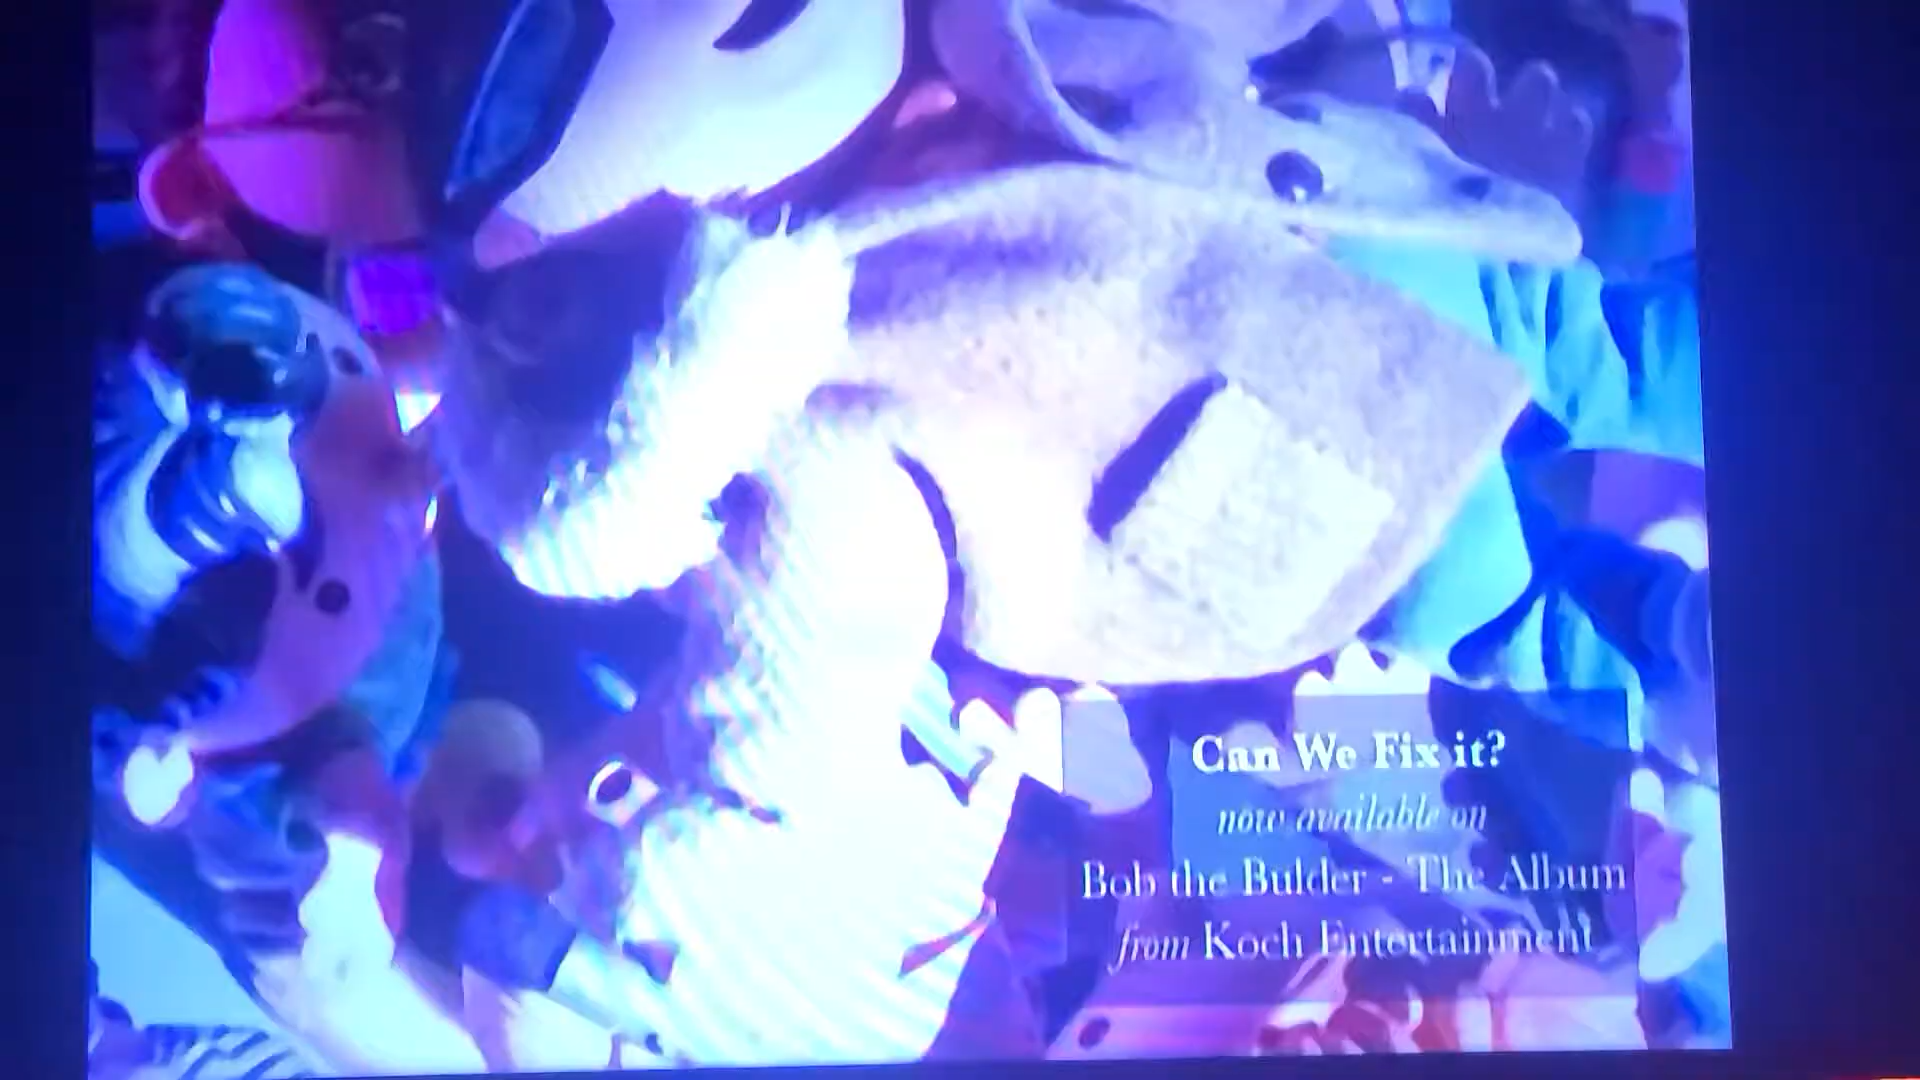 Can We Fix it?
now available on
Bob the Bulder - The Album
from Koch Entertainment